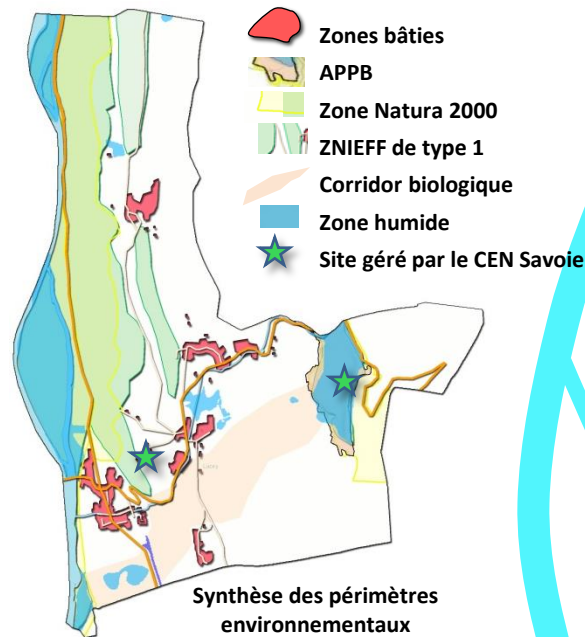 Zones bâties
APPB
Zone Natura 2000
ZNIEFF de type 1
Corridor biologique
Zone humide
Site géré par le CEN Savoie
Synthèse des périmètres
environnementaux